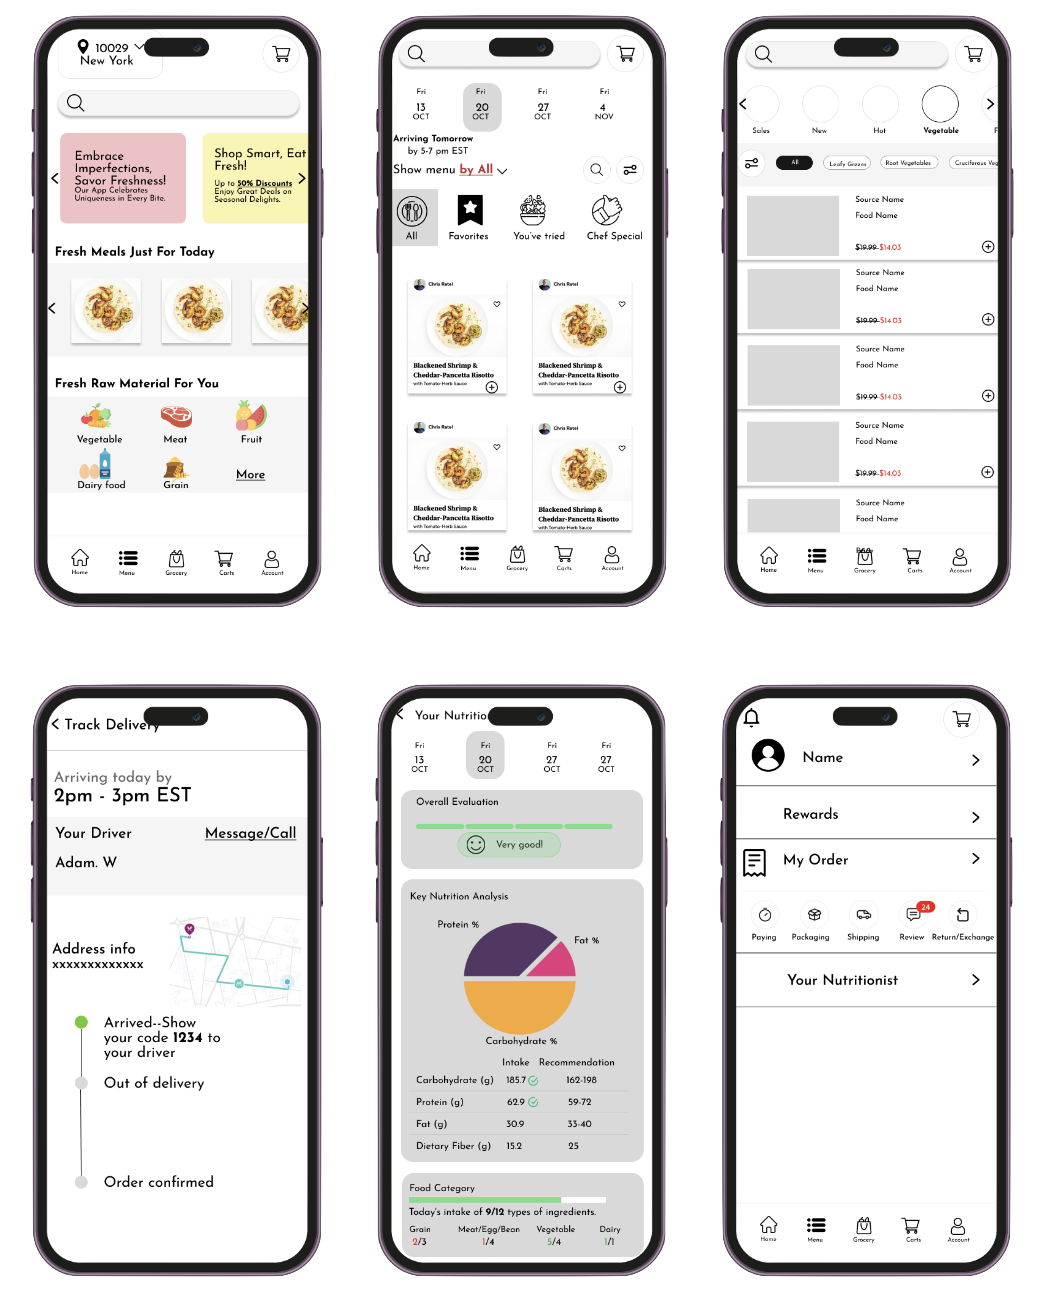 10029
New York
Embrace
Imperfections,
Savor Freshness!
Our App Celebrates
Uniqueness in Every Bite.
Shop Smart, Eat
Fresh!
Up to 50% Discounts
Enjoy Great Deals on
Seasonal Delights.
Fresh Meals Just For Today
Fresh Raw Material For You
Vegetable Meat Fruit
Dairy food Grain More
Home Menu Grocery Carts Account
Fri Fri Fri Fri
13 20 27 4
OCT OCT OCT NOV
Arriving Tomorrow
by 5-7 pm EST
Show menu by All
All Favorites You've tried Chef Special
Chris Ratel Chris Ratel
Blackened Shrimp & Blackened Shrimp &
Cheddar-Pancetta Risotto Cheddar-Pancetta Risotto
with Tomato-Herb Sauce with Tomato-Herb Sauce
Chris Ratel Chris Ratel
Blackened Shrimp & Blackened Shrimp &
Cheddar-Pancetta Risotto Cheddar-Pancetta Risotto
with Tomato-Herb Sauce with Tomato-Herb Sauce
Home Menu Grocery Carts Account
Sales New Hot Vegetable F
All Leafy Greens Root Vegetables Cruciferous Veg
Source Name
Food Name
$19.99 $14.03
Source Name
Food Name
$19.99 $14.03
Source Name
Food Name
$19.99 $14.03
Source Name
Food Name
$19.99 $14.03
Source Name
Food Name
Home Menu Grocery Carts Account
Track Delivery
Arriving today by
2pm - 3pm EST
Your Driver Message/Call
Adam. W
Address info
xxxxxxxxxxxxx
Arrived--Show
your code 1234 to
your driver
Out of delivery
Order confirmed
Your Nutritio
Fri Fri Fri Fri
13 20 27 27
OCT OCT OCT OCT
Overall Evaluation
Very good!
Key Nutrition Analysis
Protein %
Fat %
Carbohydrate %
Intake Recommendation
Carbohydrate (g) 185.7 162-198
Protein (g) 62.9 59-72
Fat (g) 30.9 33-40
Dietary Fiber (g) 15.2 25
Food Category
Today's intake of 9/12 types of ingredients.
Grain Meat/Egg/Bean Vegetable Dairy
2/3 1/4 5/4 1/1
Name
Rewards
My Order
24
Paying Packaging Shipping Review Return/Exchange
Your Nutritionist
Home Menu Grocery Carts Account